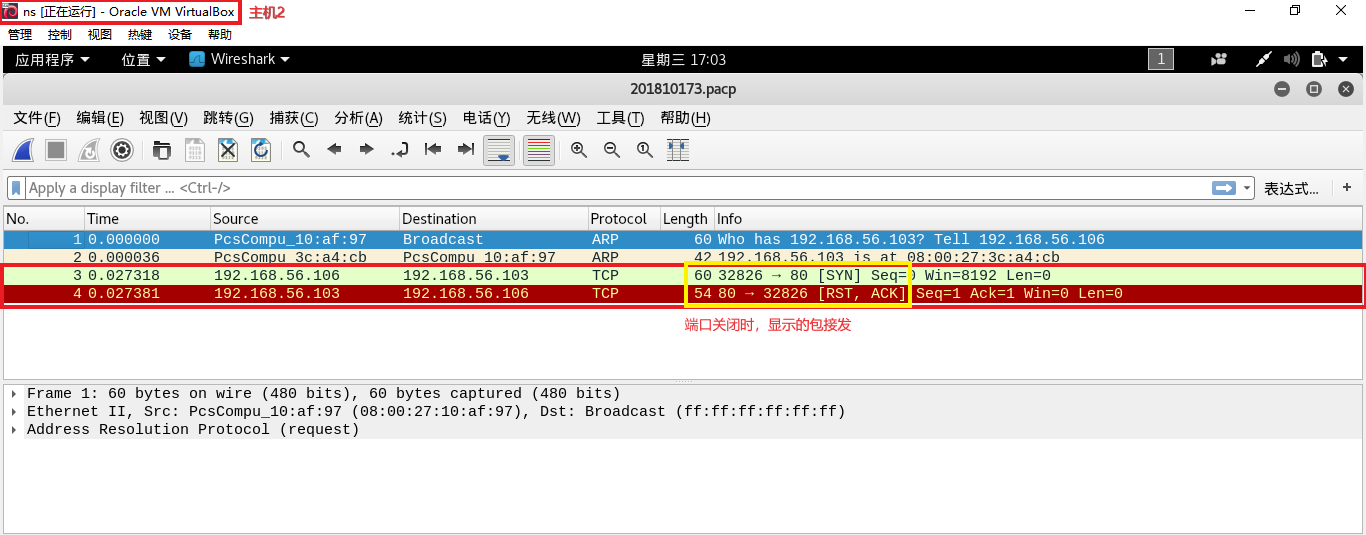 ns [正在运行] - Oracle VM VirtualBox 主机2
管理 控制 视图 热键 设备 帮助
应用程序 位置 Wireshark 星期三 17:03 1
201810173.pacp
文件(F) 编辑(E) 视图(V) 跳转(G) 捕获(C) 分析(A) 统计(S) 电话(Y) 无线(W) 工具(T) 帮助(H)
Apply a display filter ... <Ctrl-/> 表达式... +
No. Time Source Destination Protocol Length Info
1 0.000000 PcsCompu_10:af:97 Broadcast ARP 60 Who has 192.168.56.103? Tell 192.168.56.106
2 0.000036 PcsCompu_3c:a4:cb PcsCompu_10:af:97 ARP 42 192.168.56.103 is at 08:00:27:3c:a4:cb
3 0.027318 192.168.56.106 192.168.56.103 TCP 60 32826 → 80 [SYN] Seq=0 Win=8192 Len=0
4 0.027381 192.168.56.103 192.168.56.106 TCP 54 80 → 32826 [RST, ACK] Seq=1 Ack=1 Win=0 Len=0
端口关闭时，显示的包接发
Frame 1: 60 bytes on wire (480 bits), 60 bytes captured (480 bits)
Ethernet II, Src: PcsCompu_10:af:97 (08:00:27:10:af:97), Dst: Broadcast (ff:ff:ff:ff:ff:ff)
Address Resolution Protocol (request)